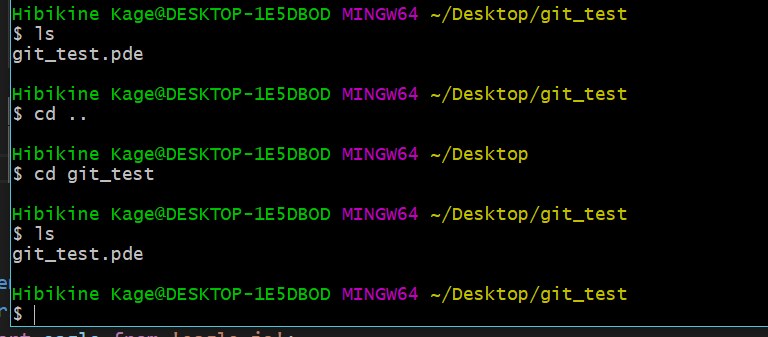 Hibikine Kage@DESKTOP-1E5DBOD MINGW64 ~/Desktop/git_test
$ ls
git_test.pde
Hibikine Kage@DESKTOP-1E5DBOD MINGW64 ~/Desktop/git_test
$ cd ..
Hibikine Kage@DESKTOP-1E5DBOD MINGW64 ~/Desktop
$ cd git_test
Hibikine Kage@DESKTOP-1E5DBOD MINGW64 ~/Desktop/git_test
$ ls
git_test.pde
Hibikine Kage@DESKTOP-1E5DBOD MINGW64 ~/Desktop/git_test
$